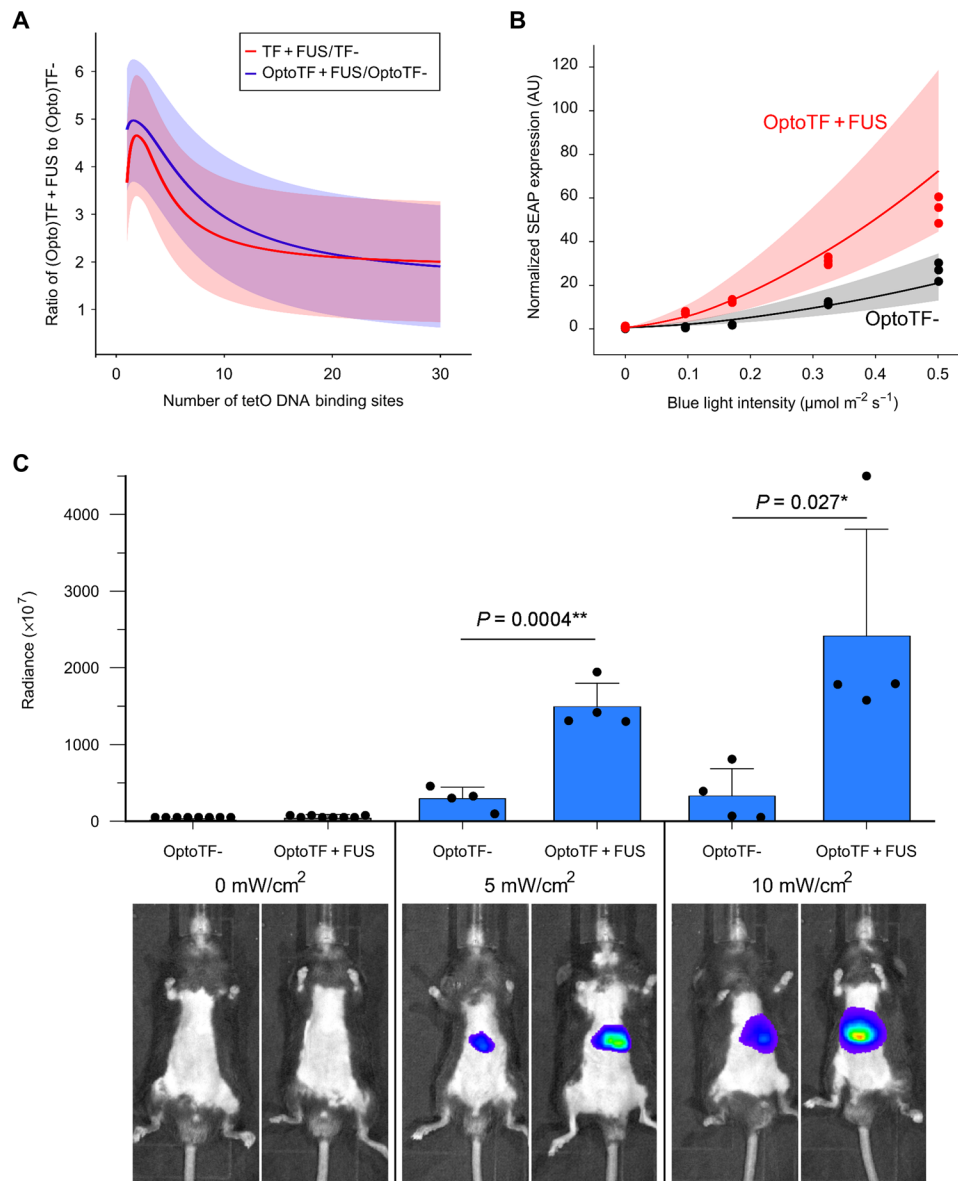 A
TF + FUS/TF-
OptoTF + FUS/OptoTF-
Ratio of (Opto)TF + FUS to (Opto)TF-
6
5
4
3
2
1
0
10
20
30
Number of tetO DNA binding sites
B
Normalized SEAP expression (AU)
120
100
80
60
40
20
0
OptoTF + FUS
OptoTF-
0
0.1
0.2
0.3
0.4
0.5
Blue light intensity (μmol m⁻² s⁻¹)
C
Radiance (×10⁷)
4000
3000
2000
1000
0
P = 0.0004**
P = 0.027*
OptoTF- OptoTF + FUS OptoTF- OptoTF + FUS OptoTF- OptoTF + FUS
0 mW/cm² 5 mW/cm² 10 mW/cm²